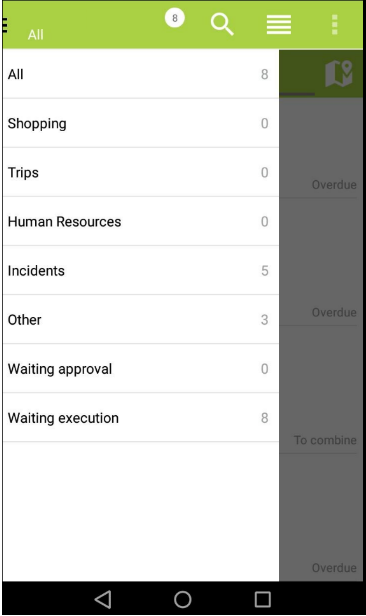 8
All
All 8
Shopping 0
Trips 0
Overdue
Human Resources 0
Incidents 5
Overdue
Other 3
Waiting approval 0
Waiting execution 8
To combine
Overdue